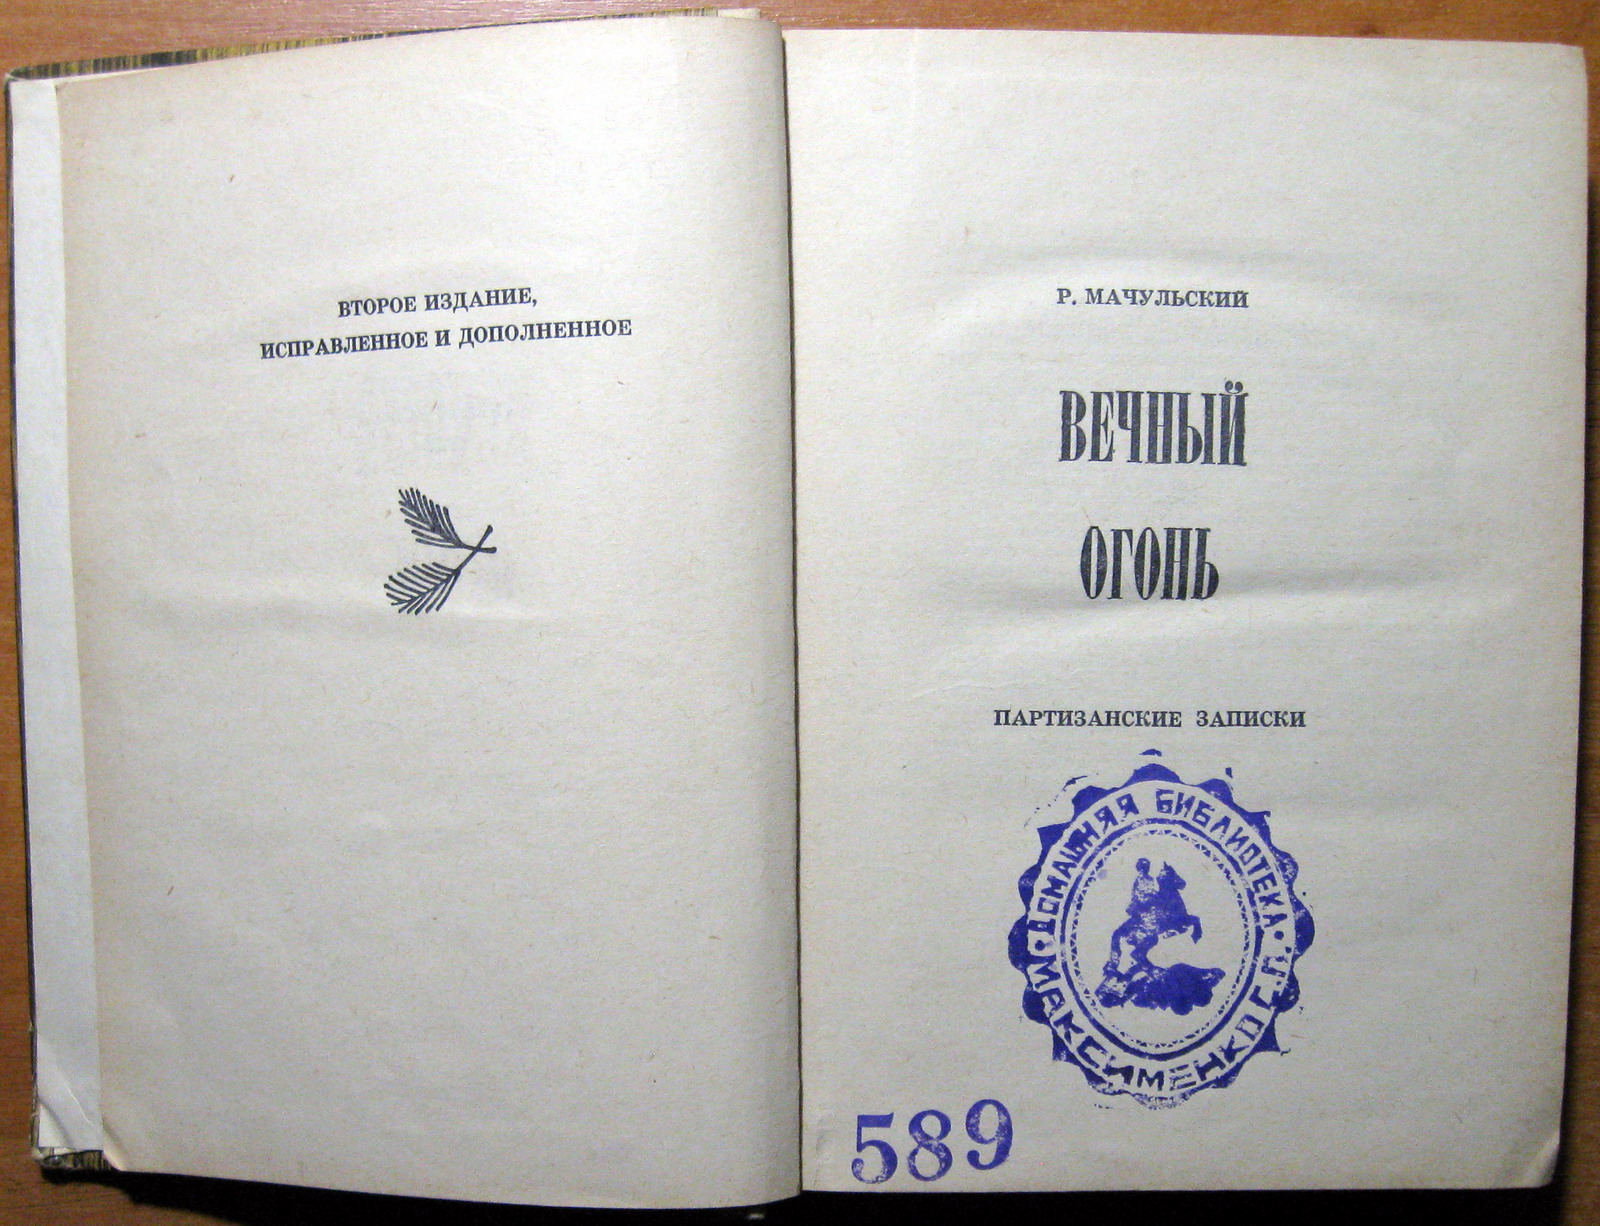 ВТОРОЕ ИЗДАНИЕ,
ИСПРАВЛЕННОЕ И ДОПОЛНЕННОЕ
Р. МАЧУЛЬСКИЙ
ВЕЧНЫЙ
ОГОНЬ
ПАРТИЗАНСКИЕ ЗАПИСКИ
ДОМАШНЯЯ БИБЛИОТЕКА
МАКСИМЕНКО С.П.
589